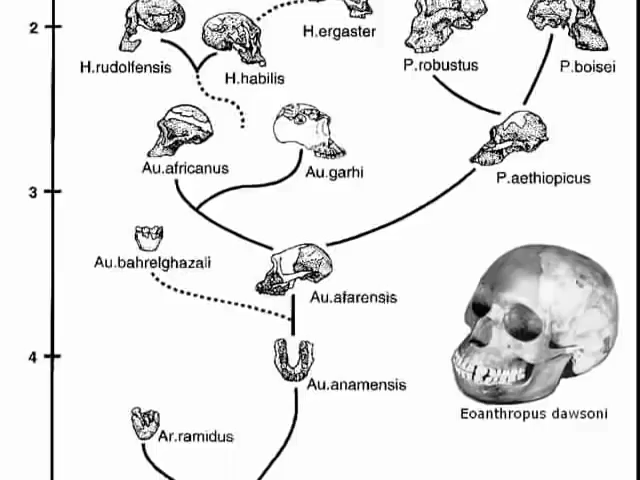 2
H.ergaster
H.rudolfensis
H.habilis
P.robustus
P.boisei
Au.africanus
Au.garhi
P.aethiopicus
3
Au.bahrelghazali
Au.afarensis
4
Au.anamensis
Eoanthropus dawsoni
Ar.ramidus